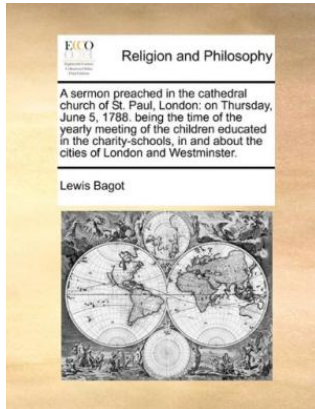 ECCO
Religion and Philosophy
A sermon preached in the cathedral
church of St. Paul, London: on Thursday,
June 5, 1788. being the time of the
yearly meeting of the children educated
in the charity-schools, in and about the
cities of London and Westminster.
Lewis Bagot